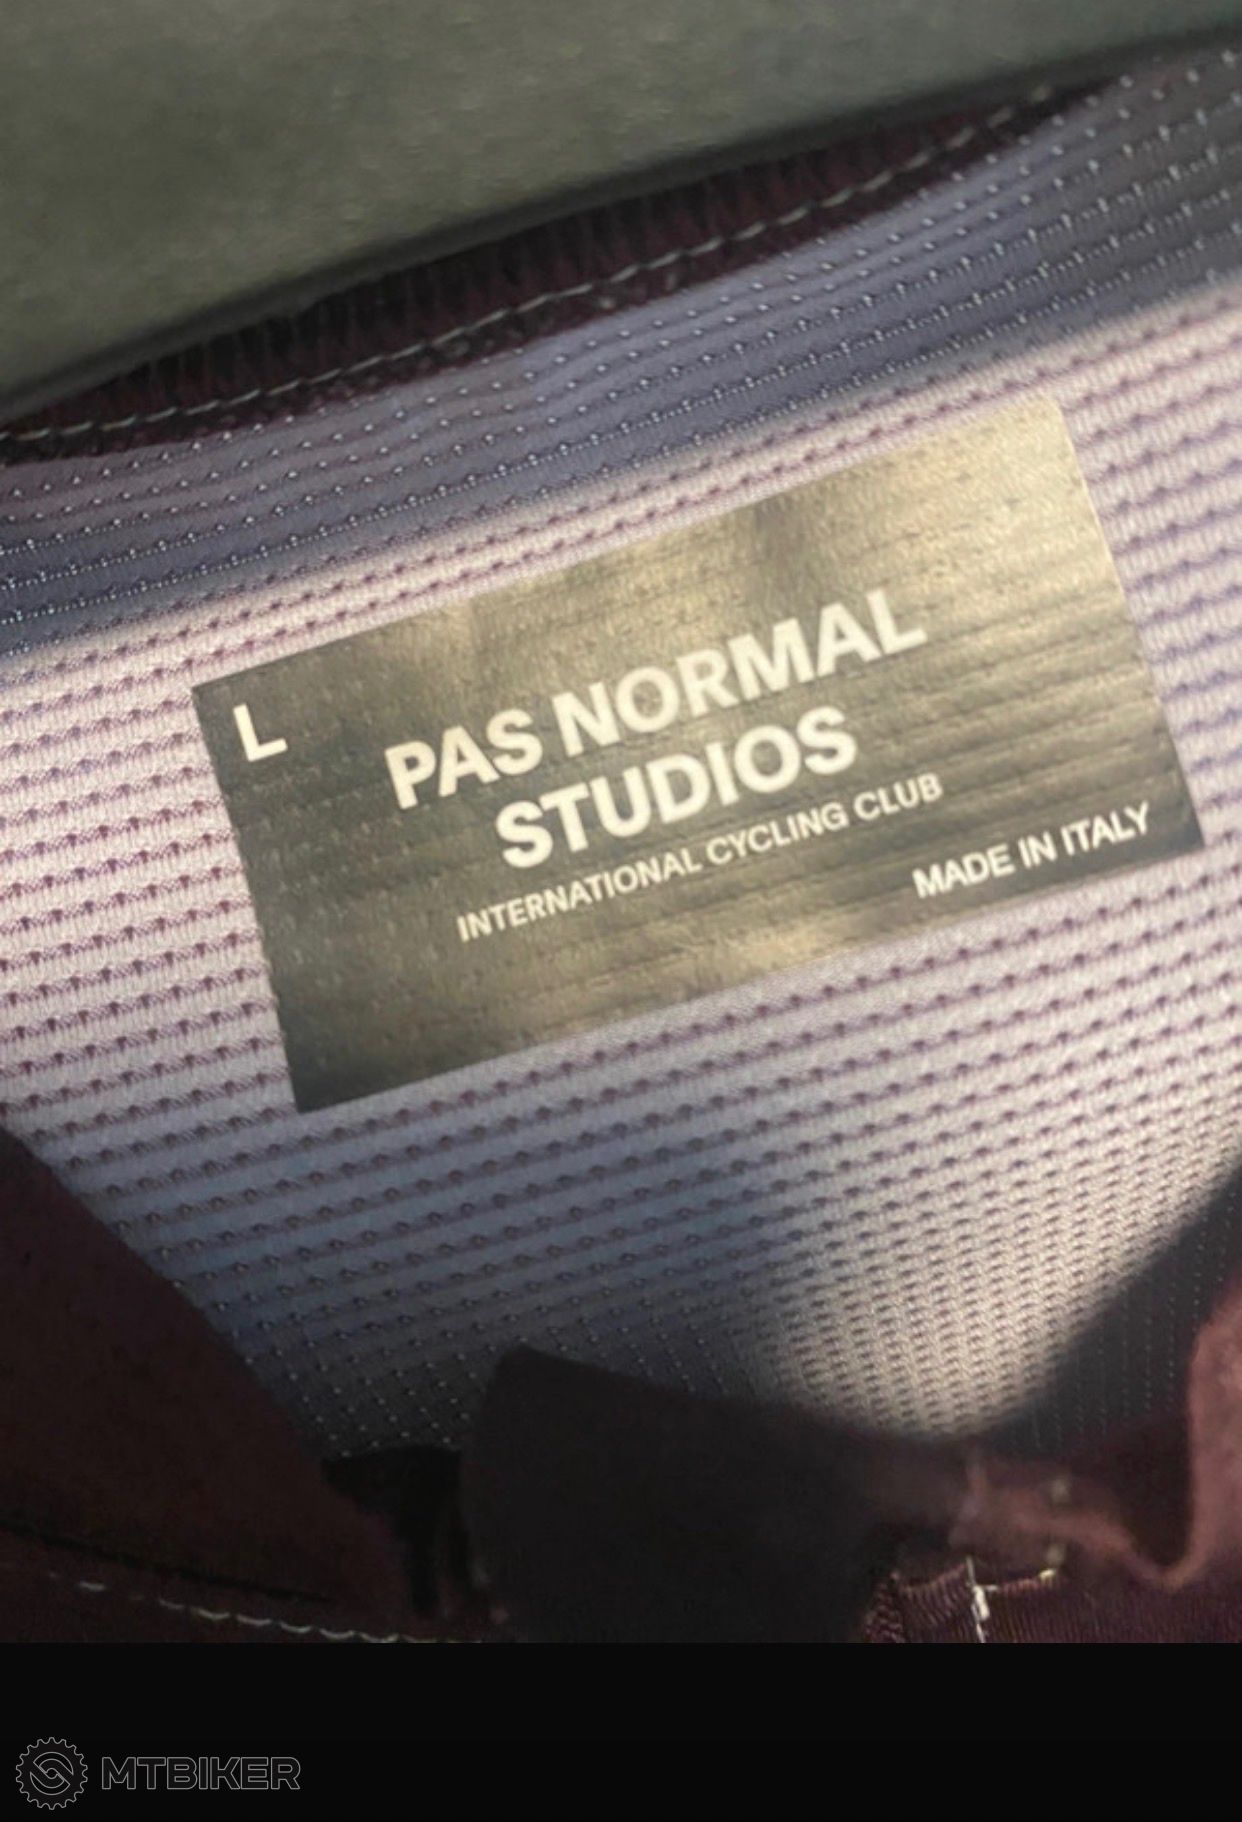 L
PAS NORMAL
STUDIOS
INTERNATIONAL CYCLING CLUB
MADE IN ITALY
MTBIKER